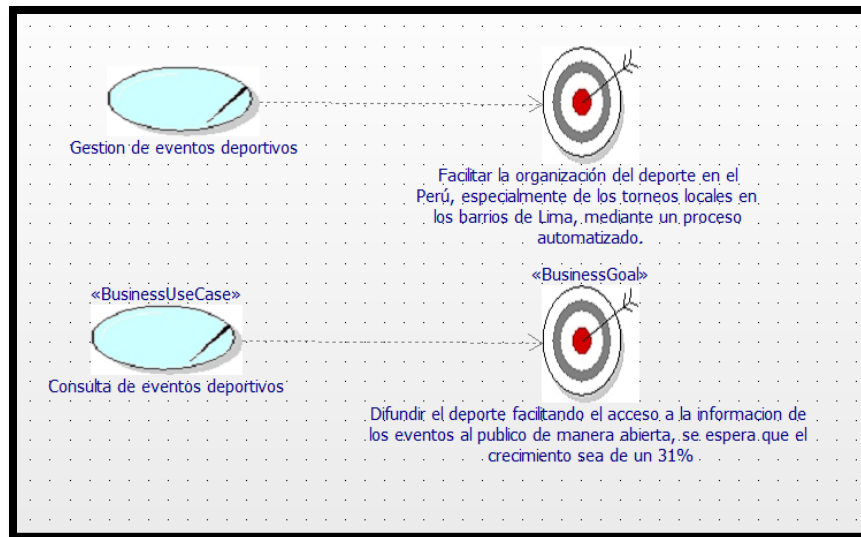 Gestion de eventos deportivos
Facilitar la organización del deporte en el
Perú, especialmente de los torneos locales en
los barrios de Lima, mediante un proceso
automatizado.
«BusinessUseCase»
«BusinessGoal»
Consulta de eventos deportivos
Difundir el deporte facilitando el acceso a la informacion de
los eventos al publico de manera abierta, se espera que el
crecimiento sea de un 31%